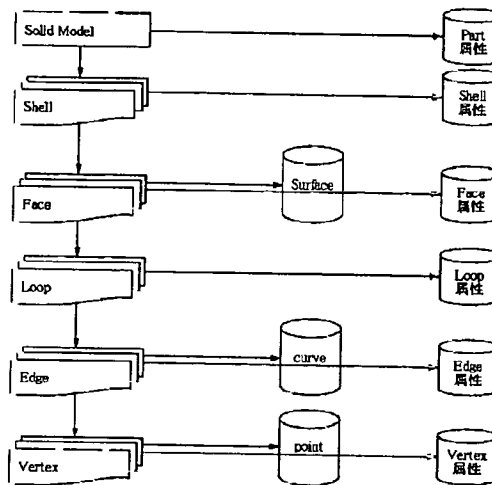 Solid Model
Part
属性
Shell
Shell
属性
Face
Surface
Face
属性
Loop
Loop
属性
Edge
curve
Edge
属性
Vertex
point
Vertex
属性